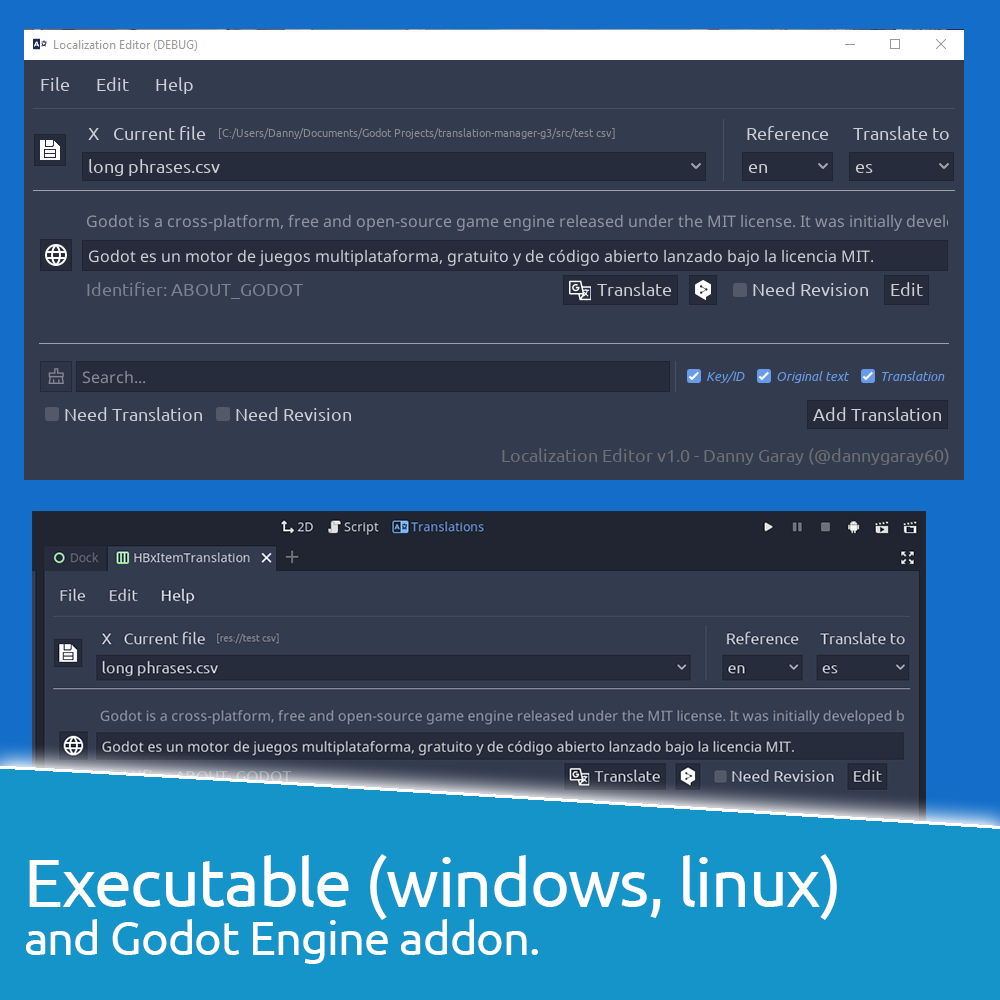 Localization Editor (DEBUG)
File Edit Help
X Current file [C:/Users/Danny/Documents/Godot Projects/translation-manager-g3/src/test csv] Reference Translate to
long phrases.csv en es
Godot is a cross-platform, free and open-source game engine released under the MIT license. It was initially devel
Godot es un motor de juegos multiplataforma, gratuito y de código abierto lanzado bajo la licencia MIT.
Identifier: ABOUT_GODOT Translate Need Revision Edit
Search... Key/ID Original text Translation
Need Translation Need Revision Add Translation
Localization Editor v1.0 - Danny Garay (@dannygaray60)
2D Script Translations
Dock HBxItemTranslation
File Edit Help
X Current file [res://test csv] Reference Translate to
long phrases.csv en es
Godot is a cross-platform, free and open-source game engine released under the MIT license. It was initially developed b
Godot es un motor de juegos multiplataforma, gratuito y de código abierto lanzado bajo la licencia MIT.
ABOUT_GODOT Translate Need Revision Edit
Executable (windows, linux)
and Godot Engine addon.